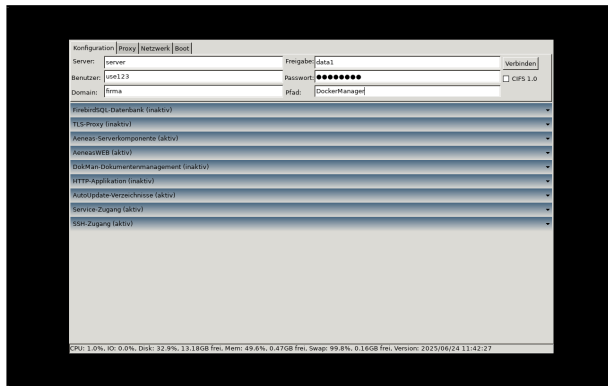 Konfiguration Proxy Netzwerk Boot
Server: server Freigabe: data1 Verbinden
Benutzer: use123 Passwort: ●●●●●●●● CIFS 1.0
Domain: firma Pfad: DockerManager
FirebirdSQL-Datenbank (inaktiv)
TLS-Proxy (inaktiv)
Aeneas-Serverkomponente (aktiv)
AeneasWEB (aktiv)
DokMan-Dokumentenmanagement (inaktiv)
HTTP-Applikation (inaktiv)
AutoUpdate-Verzeichnisse (aktiv)
Service-Zugang (aktiv)
SSH-Zugang (aktiv)
CPU: 1.0%, IO: 0.0%, Disk: 32.9%, 13.18GB frei, Mem: 49.6%, 0.47GB frei, Swap: 99.8%, 0.16GB frei, Version: 2025/06/24 11:42:27